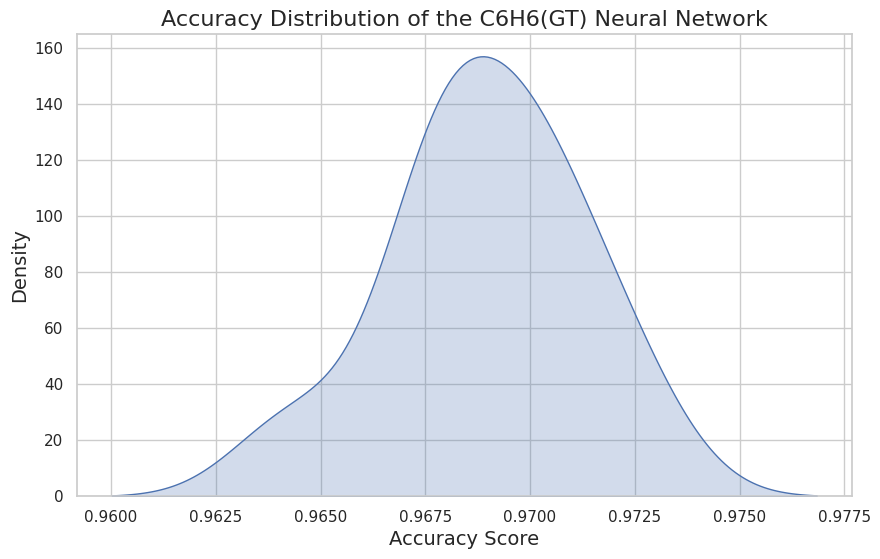 Accuracy Distribution of the C6H6(GT) Neural Network
160
140
120
100
80
60
40
20
0
Density
0.9600 0.9625 0.9650 0.9675 0.9700 0.9725 0.9750 0.9775
Accuracy Score